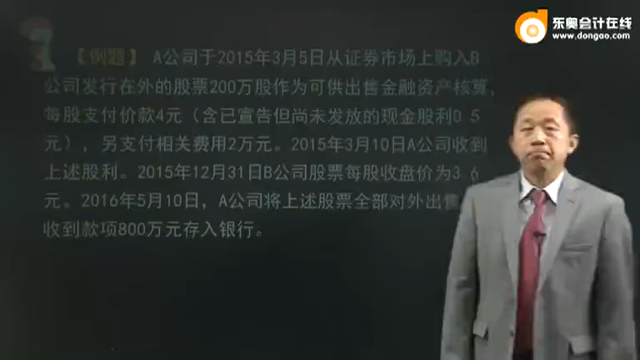 东奥会计在线
www.dongao.com
【例题】 A公司于2015年3月5日从证券市场上购入B
公司发行在外的股票200万股作为可供出售金融资产核算,
每股支付价款4元（含已宣告但尚未发放的现金股利0 5
元），另支付相关费用2万元。2015年3月10日A公司收到
上述股利。2015年12月31日B公司股票每股收盘价为3 6
元。2016年5月10日，A公司将上述股票全部对外出售
收到款项800万元存入银行。